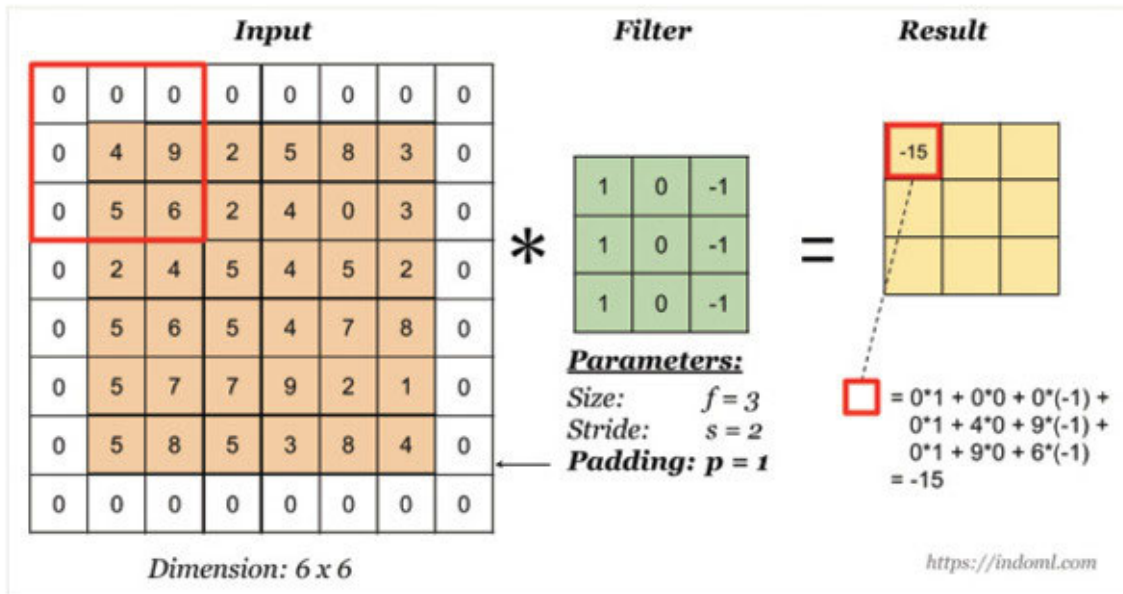 Input Filter Result
0 0 0 0 0 0 0 0
0 4 9 2 5 8 3 0
0 5 6 2 4 0 3 0
0 2 4 5 4 5 2 0
0 5 6 5 4 7 8 0
0 5 7 7 9 2 1 0
0 5 8 5 3 8 4 0
0 0 0 0 0 0 0 0
Dimension: 6 x 6
*
1 0 -1
1 0 -1
1 0 -1
Parameters:
Size: f = 3
Stride: s = 2
Padding: p = 1
=
-15
= 0*1 + 0*0 + 0*(-1) +
0*1 + 4*0 + 9*(-1) +
0*1 + 9*0 + 6*(-1)
= -15
https://indoml.com